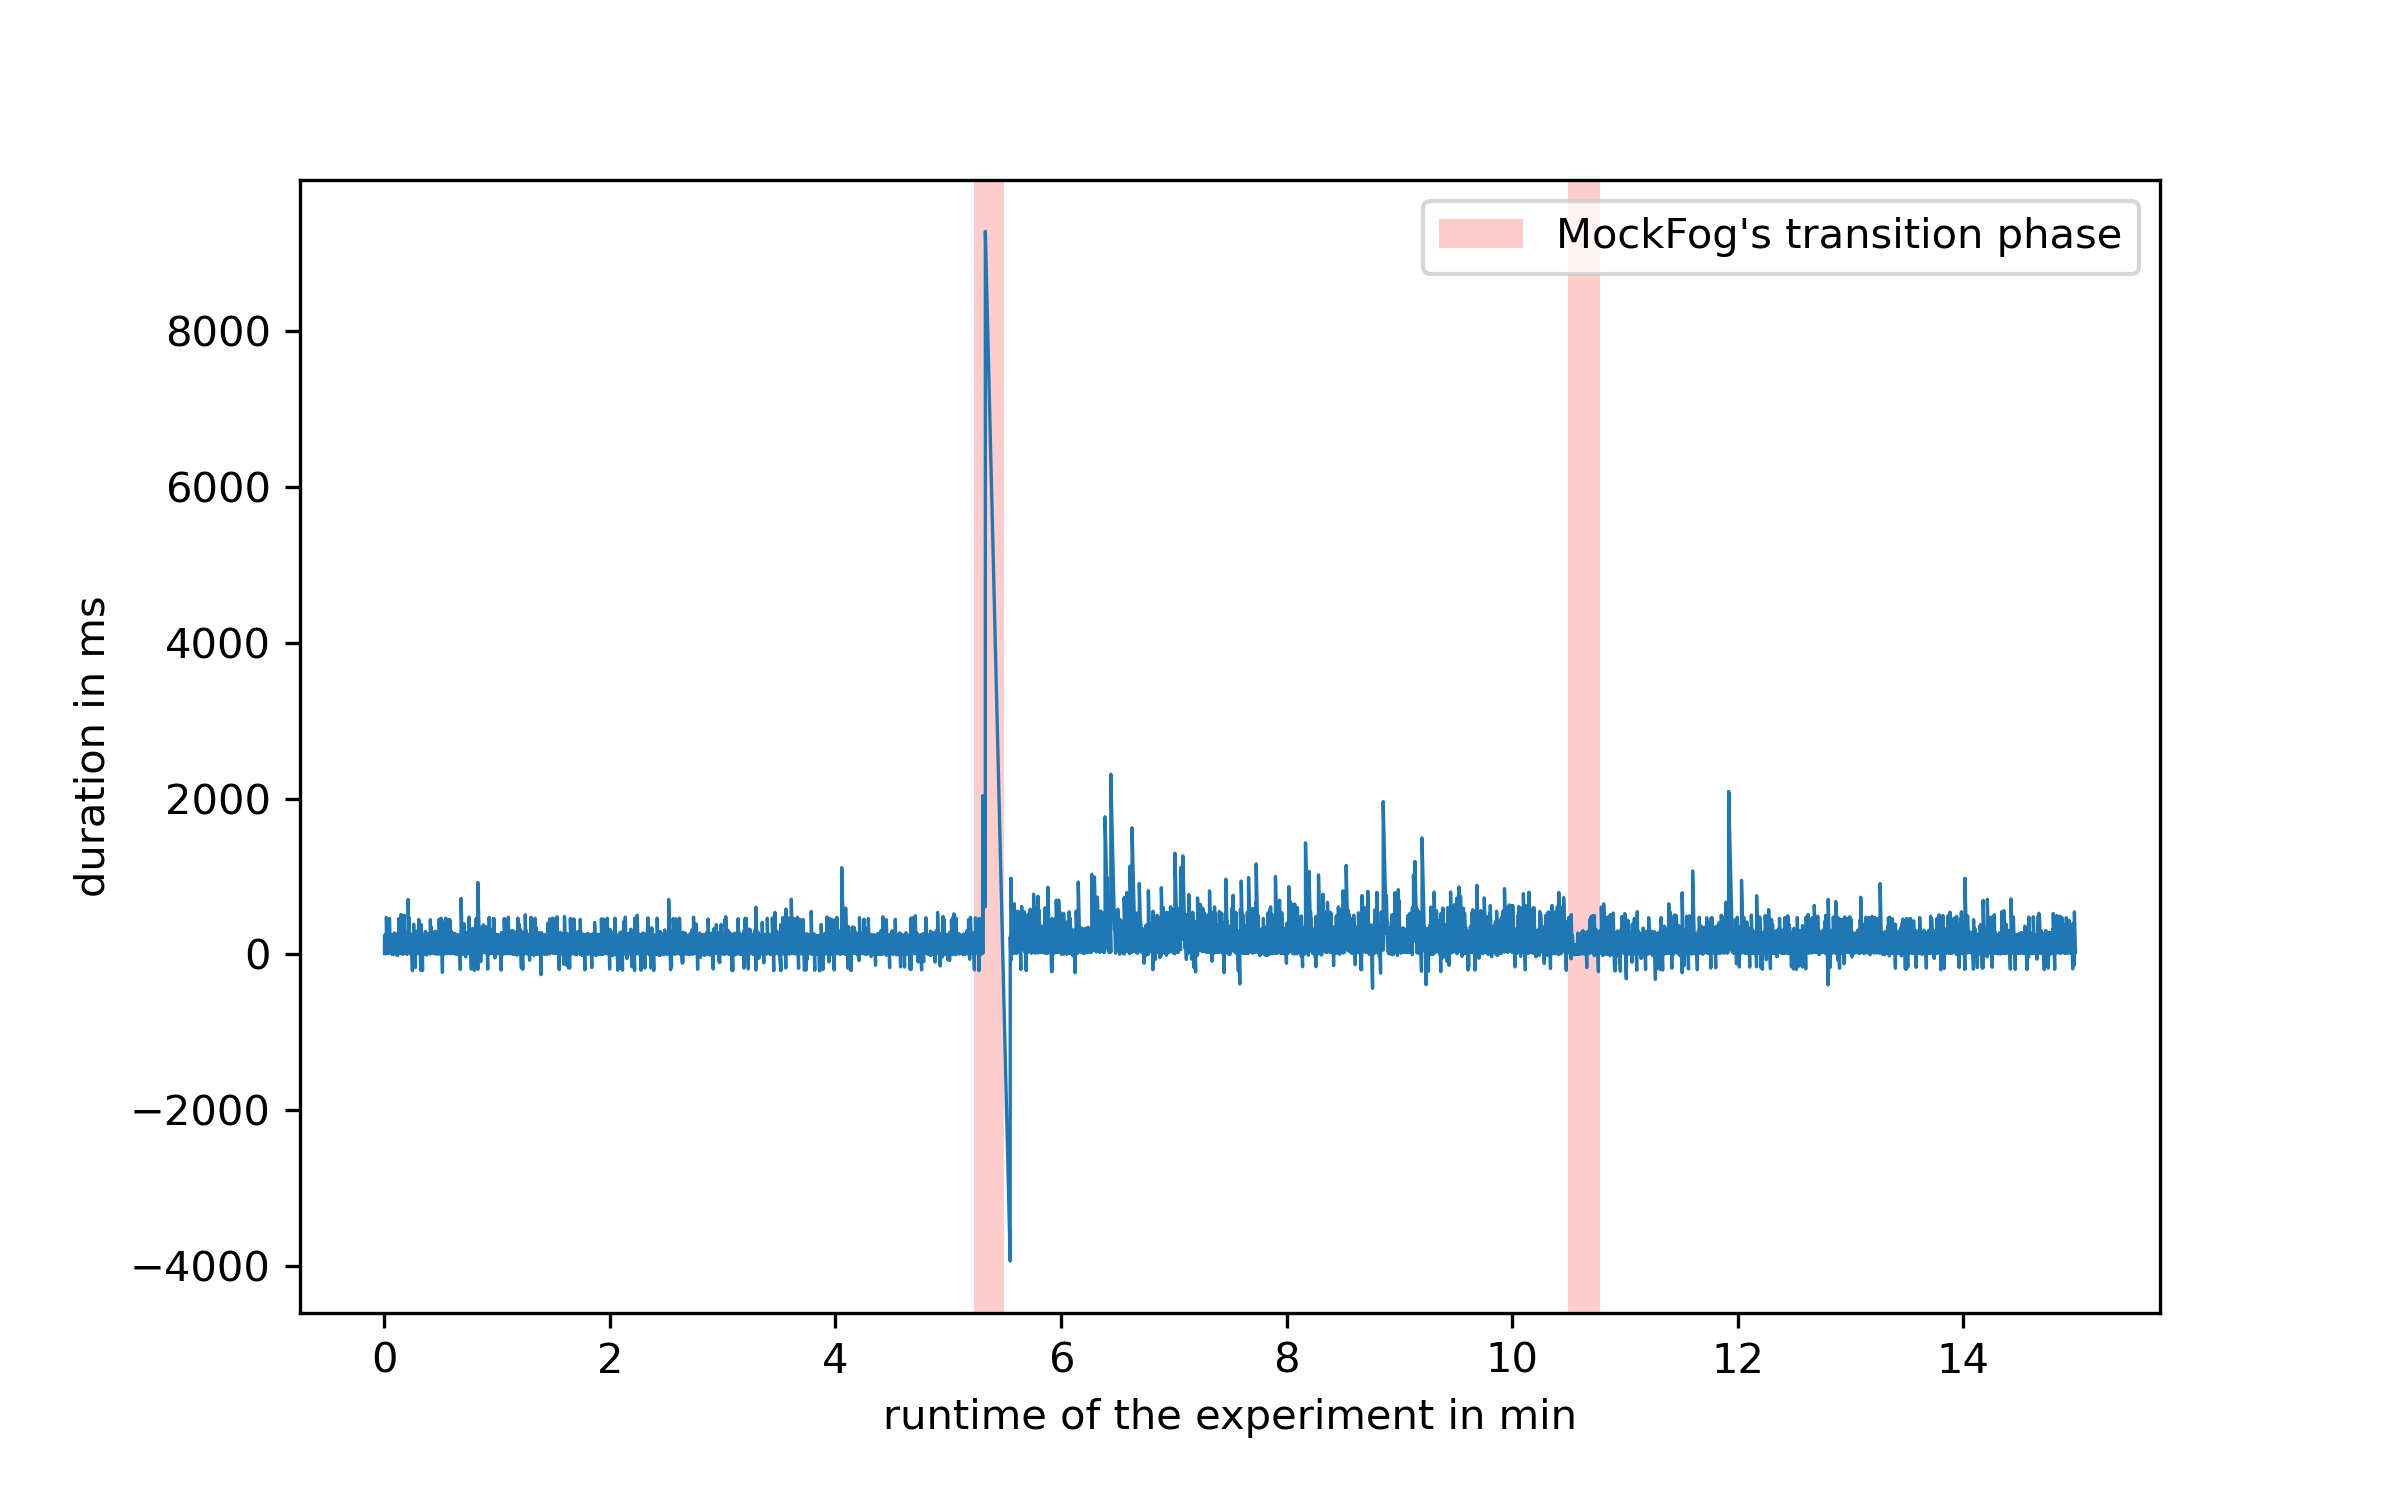 MockFog's transition phase
8000
6000
4000
2000
0
−2000
−4000
duration in ms
0 2 4 6 8 10 12 14
runtime of the experiment in min